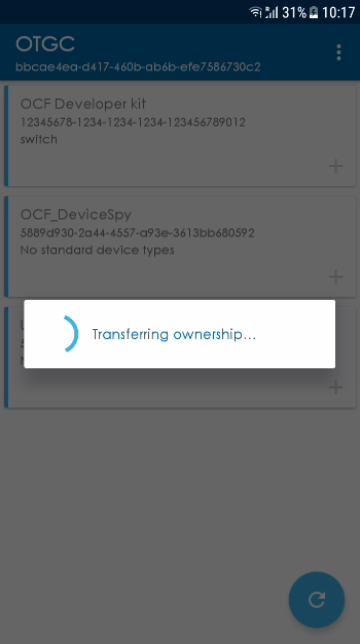 31% 10:17
OTGC
bbcae4ea-d417-460b-ab6b-efe7586730c2
OCF Developer kit
12345678-1234-1234-1234-123456789012
switch
OCF_DeviceSpy
5889d930-2a44-4557-a93e-3613bb680592
No standard device types
Transferring ownership...